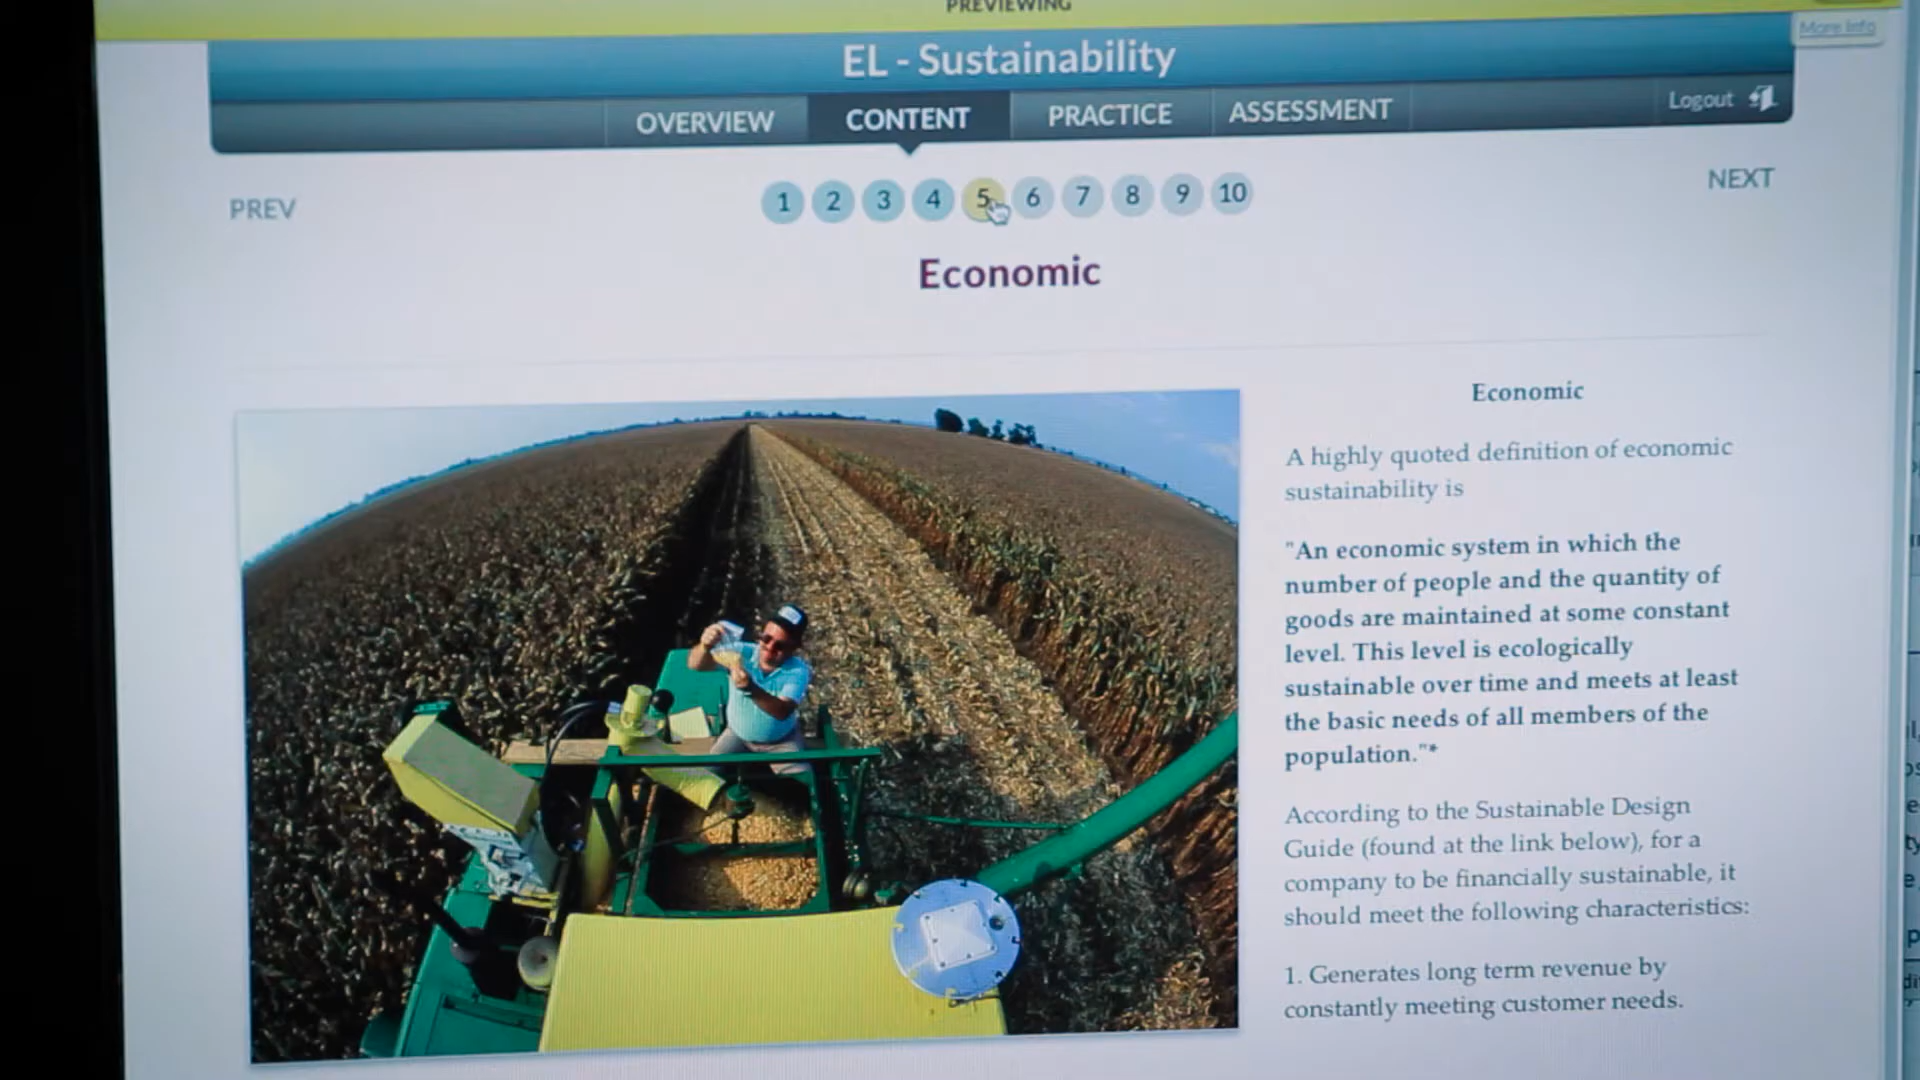 PREVIEWING
More Info
EL - Sustainability
OVERVIEW
CONTENT
PRACTICE
ASSESSMENT
Logout
PREV
1 2 3 4 5 6 7 8 9 10
NEXT
Economic
Economic
A highly quoted definition of economic
sustainability is
"An economic system in which the
number of people and the quantity of
goods are maintained at some constant
level. This level is ecologically
sustainable over time and meets at least
the basic needs of all members of the
population."*
According to the Sustainable Design
Guide (found at the link below), for a
company to be financially sustainable, it
should meet the following characteristics:
1. Generates long term revenue by
constantly meeting customer needs.